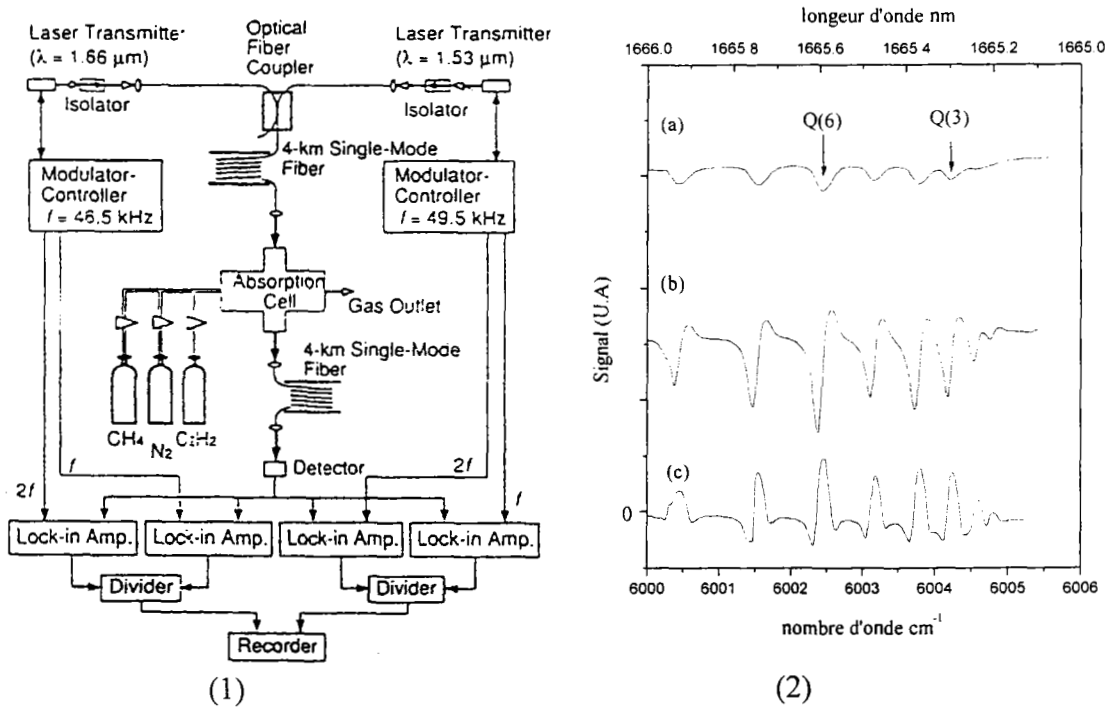 Laser Transmitter
(λ = 1.66 μm)
Optical
Fiber
Coupler
Laser Transmitter
(λ = 1.53 μm)
Isolator
Isolator
4-km Single-Mode
Fiber
Modulator-
Controller
f = 46.5 kHz
Modulator-
Controller
f = 49.5 kHz
Absorption
Cell
Gas Outlet
4-km Single-Mode
Fiber
CH₄
N₂
C₂H₂
Detector
2f
f
2f
f
Lock-in Amp.
Lock-in Amp.
Lock-in Amp.
Lock-in Amp.
Divider
Divider
Recorder
(1)
longeur d'onde nm
1666.0 1665.8 1665.6 1665.4 1665.2 1665.0
(a)
Q(6)
Q(3)
(b)
Signal (U.A)
(c)
0
6000 6001 6002 6003 6004 6005 6006
nombre d'onde cm⁻¹
(2)